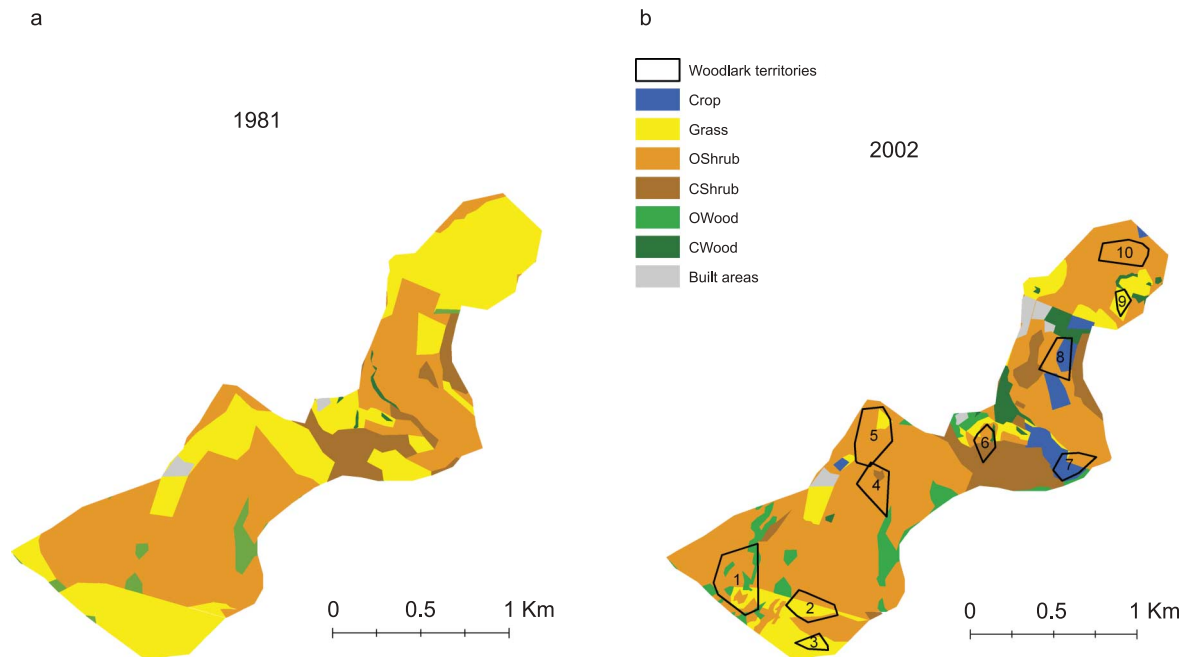 a
1981
0 0.5 1 Km
b
Woodlark territories
Crop
Grass
OShrub
CShrub
OWood
CWood
Built areas
2002
10
9
8
5
6
7
4
1
2
3
0 0.5 1 Km